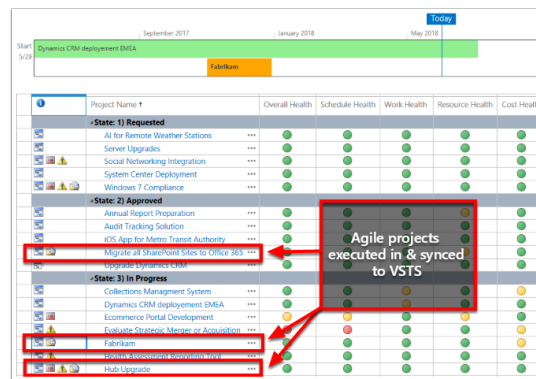 Today
September 2017
January 2018
May 2018
Start
5/29
Dynamics CRM deployement EMEA
Fabrikam
Project Name ↑
Overall Health
Schedule Health
Work Health
Resource Health
Cost Healt
State: 1) Requested
AI for Remote Weather Stations ...
Server Upgrades ...
Social Networking Integration ...
System Center Deployment ...
Windows 7 Compliance ...
State: 2) Approved
Annual Report Preparation ...
Audit Tracking Solution ...
iOS App for Metro Transit Authority ...
Migrate all SharePoint Sites to Office 365 ...
Upgrade Dynamics CRM ...
Agile projects
executed in & synced
to VSTS
State: 3) In Progress
Collections Managment System ...
Dynamics CRM deployement EMEA ...
Ecommerce Portal Development ...
Evaluate Strategic Merger or Acquisition ...
Fabrikam ...
Health Assessment Reporting Tool ...
Hub Upgrade ...